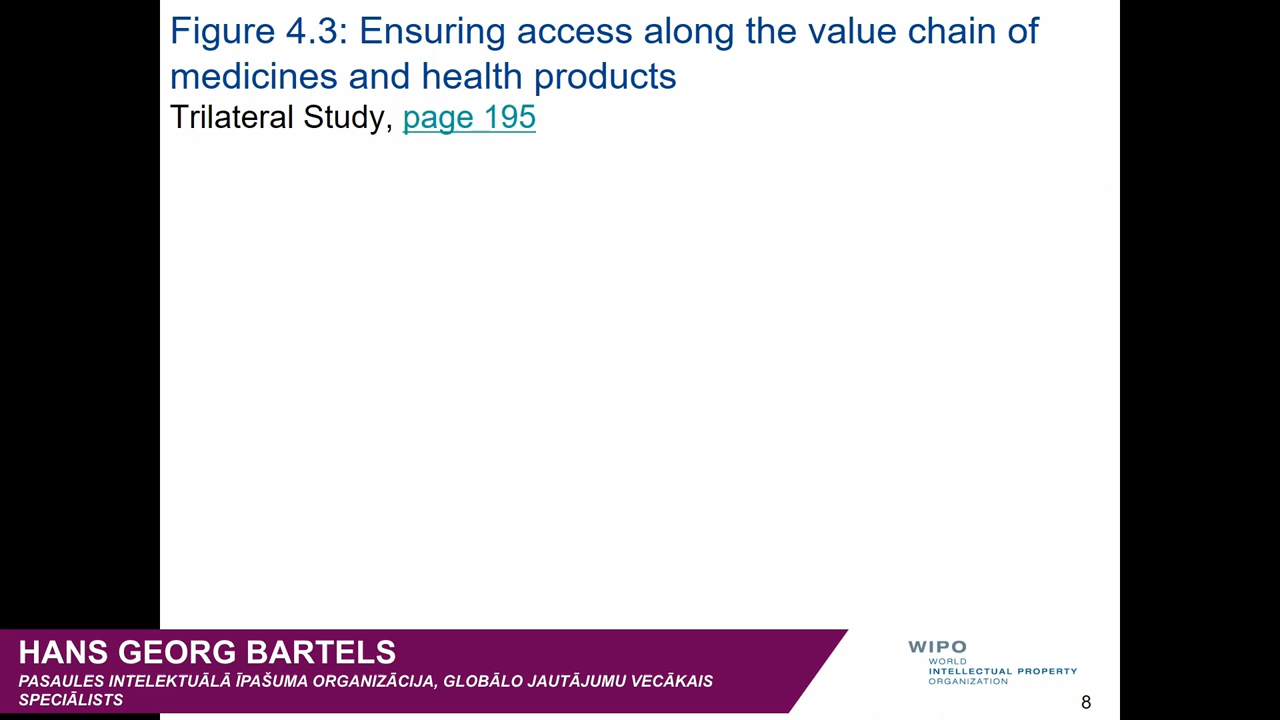 Figure 4.3: Ensuring access along the value chain of
medicines and health products
Trilateral Study, page 195
HANS GEORG BARTELS
PASAULES INTELEKTUĀLĀ ĪPAŠUMA ORGANIZĀCIJA, GLOBĀLO JAUTĀJUMU VECĀKAIS
SPECIĀLISTS
WIPO
WORLD
INTELLECTUAL PROPERTY
ORGANIZATION
8